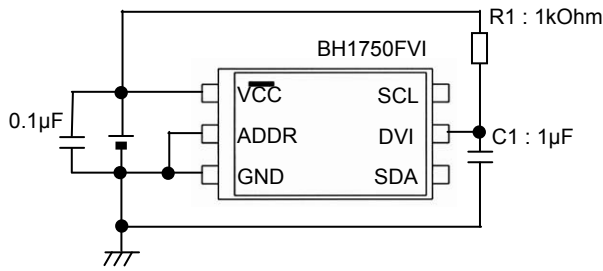 R1 : 1kOhm
BH1750FVI
VCC
SCL
0.1µF
ADDR
DVI
C1 : 1µF
GND
SDA